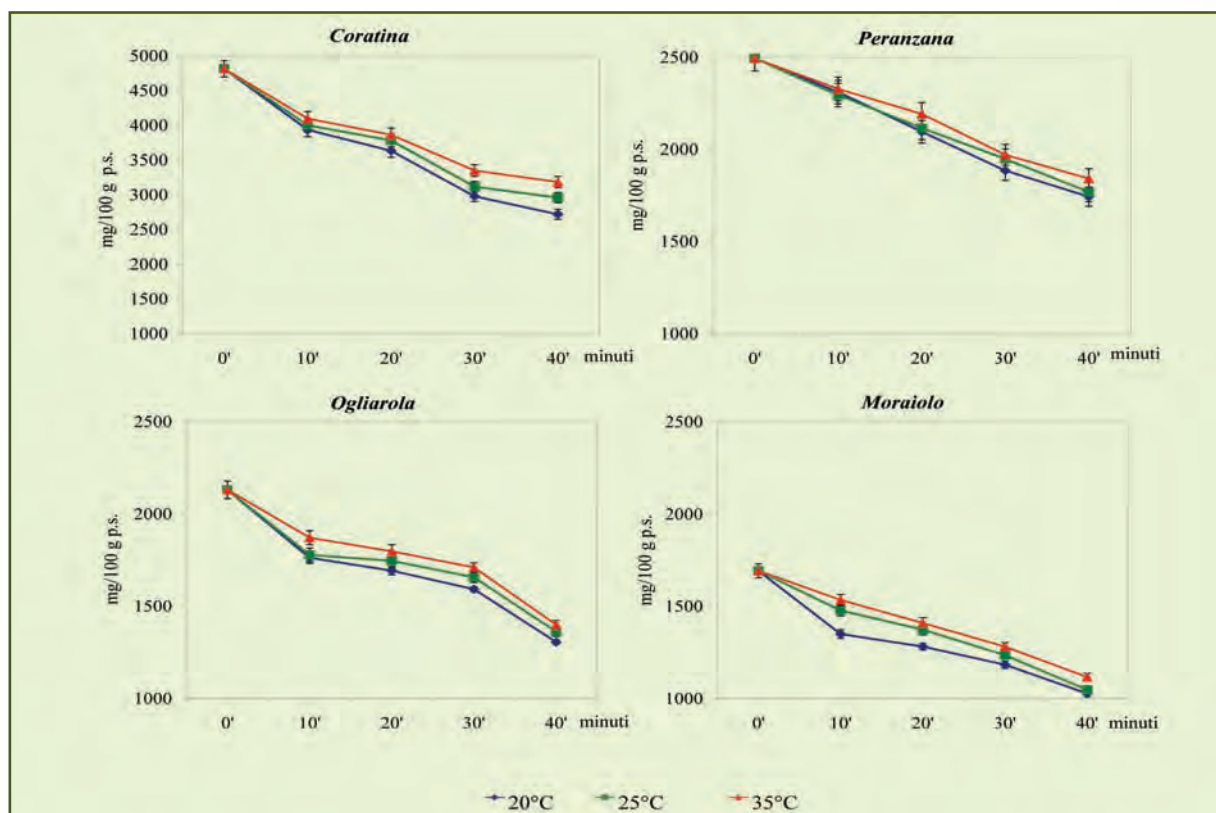 Coratina
5000
4500
4000
3500
3000
2500
2000
1500
1000
mg/100 g p.s.
0' 10' 20' 30' 40' minuti
Peranzana
2500
2000
1500
1000
mg/100 g p.s.
0' 10' 20' 30' 40' minuti
Ogliarola
2500
2000
1500
1000
mg/100 g p.s.
0' 10' 20' 30' 40' minuti
Moraiolo
2500
2000
1500
1000
mg/100 g p.s.
0' 10' 20' 30' 40' minuti
20°C 25°C 35°C